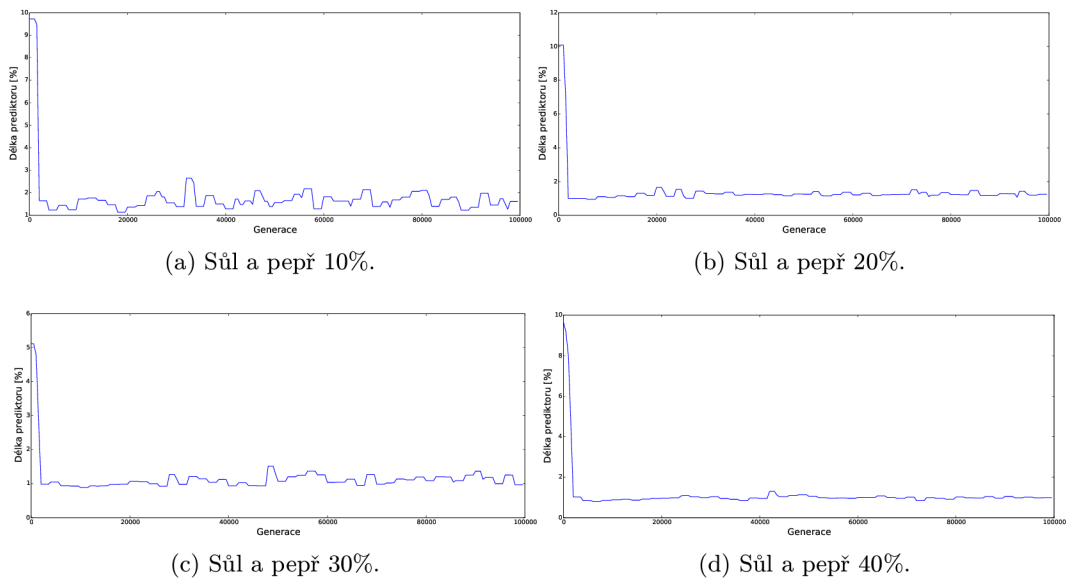 10
9
8
7
6
5
4
3
2
1
Délka prediktoru [%]
0 20000 40000 60000 80000 100000
Generace
(a) Sůl a pepř 10%.
12
10
8
6
4
2
0
Délka prediktoru [%]
0 20000 40000 60000 80000 100000
Generace
(b) Sůl a pepř 20%.
6
5
4
3
2
1
0
Délka prediktoru [%]
0 20000 40000 60000 80000 100000
Generace
(c) Sůl a pepř 30%.
10
8
6
4
2
0
Délka prediktoru [%]
0 20000 40000 60000 80000 100000
Generace
(d) Sůl a pepř 40%.